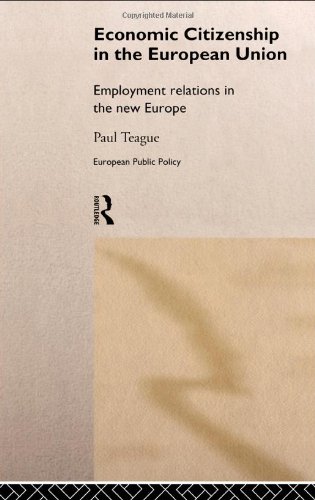 Copyrighted Material
Economic Citizenship
in the European Union
Employment relations in
the new Europe
Paul Teague
European Public Policy
ROUTLEDGE